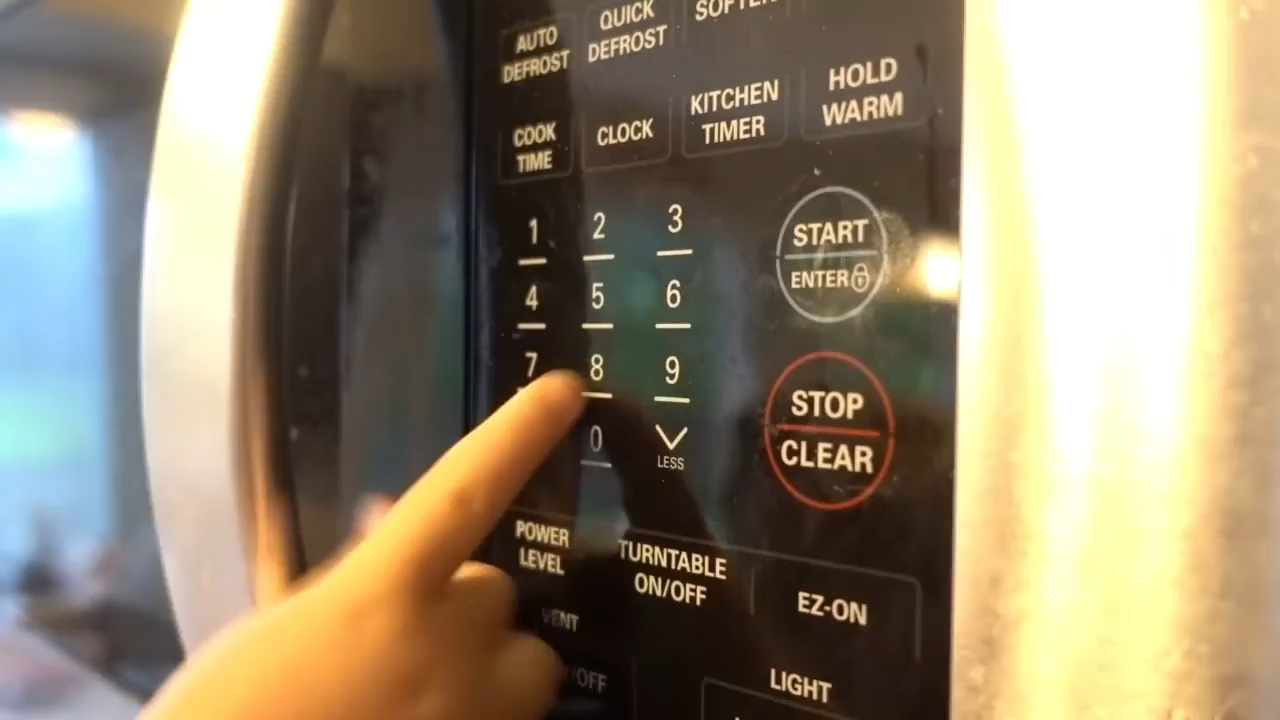 AUTO
DEFROST
QUICK
DEFROST
COOK
TIME
CLOCK
KITCHEN
TIMER
HOLD
WARM
1 2 3
4 5 6
7 8 9
0
LESS
START
ENTER
STOP
CLEAR
POWER
LEVEL
TURNTABLE
ON/OFF
EZ-ON
VENT
/OFF
LIGHT